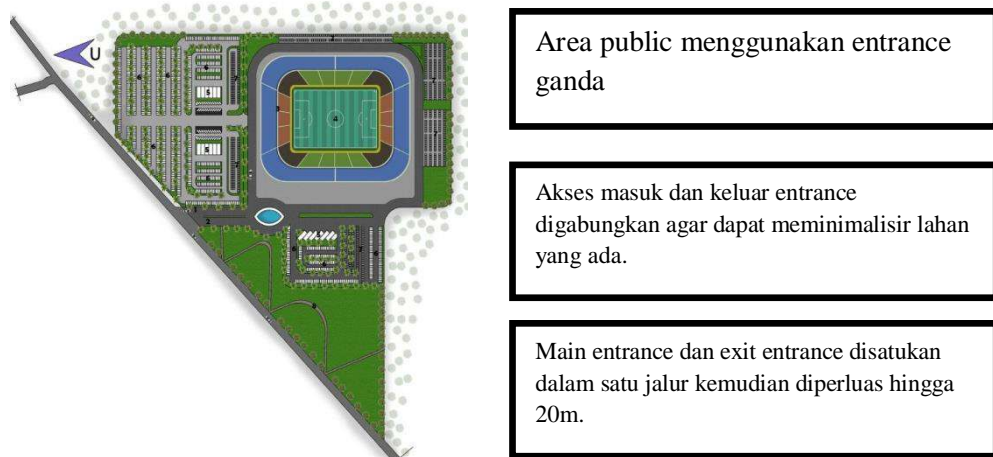 U
Area public menggunakan entrance
ganda
Akses masuk dan keluar entrance
digabungkan agar dapat meminimalisir lahan
yang ada.
Main entrance dan exit entrance disatukan
dalam satu jalur kemudian diperluas hingga
20m.